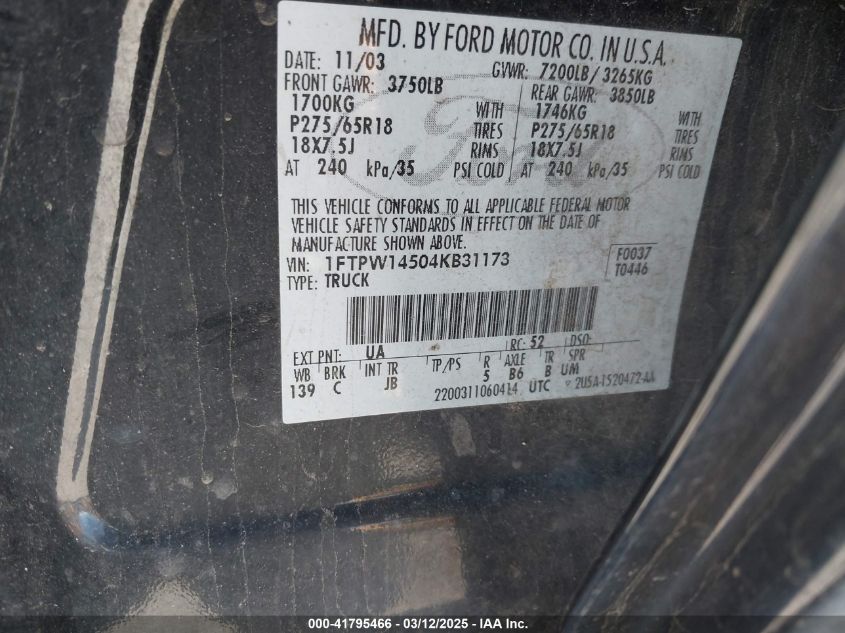 MFD. BY FORD MOTOR CO. IN U.S.A.
DATE: 11/03 GVWR: 7200LB/ 3265KG
FRONT GAWR: 3750LB REAR GAWR: 3850LB
1700KG WITH 1746KG WITH
P275/65R18 TIRES P275/65R18 TIRES
18X7.5J RIMS 18X7.5J RIMS
AT 240 kPa/35 PSI COLD AT 240 kPa/35 PSI COLD
Ford
THIS VEHICLE CONFORMS TO ALL APPLICABLE FEDERAL MOTOR
VEHICLE SAFETY STANDARDS IN EFFECT ON THE DATE OF
MANUFACTURE SHOWN ABOVE.
VIN: 1FTPW14504KB31173 F0037
TYPE: TRUCK T0446
EXT PNT: UA RC: 52 DSO:
WB BRK INT TR TP/PS R AXLE TR SPR
139 C JB 5 B6 B UM
2200311060414 UTC 2U5A-1520472-AA
000-41795466 - 03/12/2025 - IAA Inc.